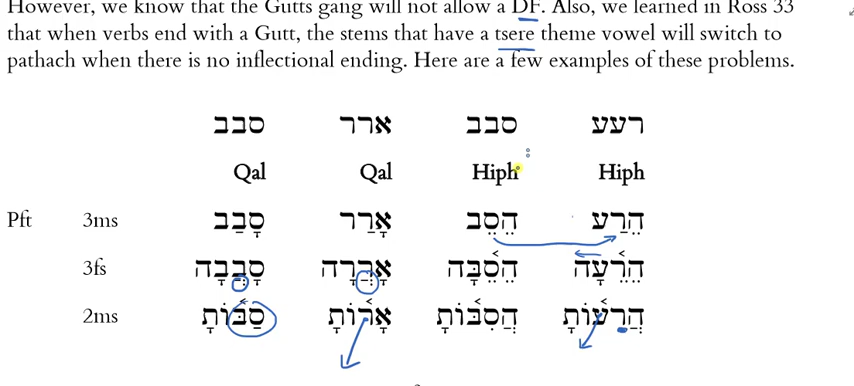 However, we know that the Gutts gang will not allow a DF. Also, we learned in Ross 33
that when verbs end with a Gutt, the stems that have a tsere theme vowel will switch to
pathach when there is no inflectional ending. Here are a few examples of these problems.
סבב ארר סבב רעע
Qal Qal Hiph Hiph
Pft 3ms סָבַב אָרַר הֵסֵב הֵרַע
3fs סָבֲבָה אָרֲרָה הֵסֵ֫בָּה הֵרֵ֫עָה
2ms סַבּ֫וֹתָ אָר֫וֹתָ הֲסִבּ֫וֹתָ הֲרֵע֫וֹתָ